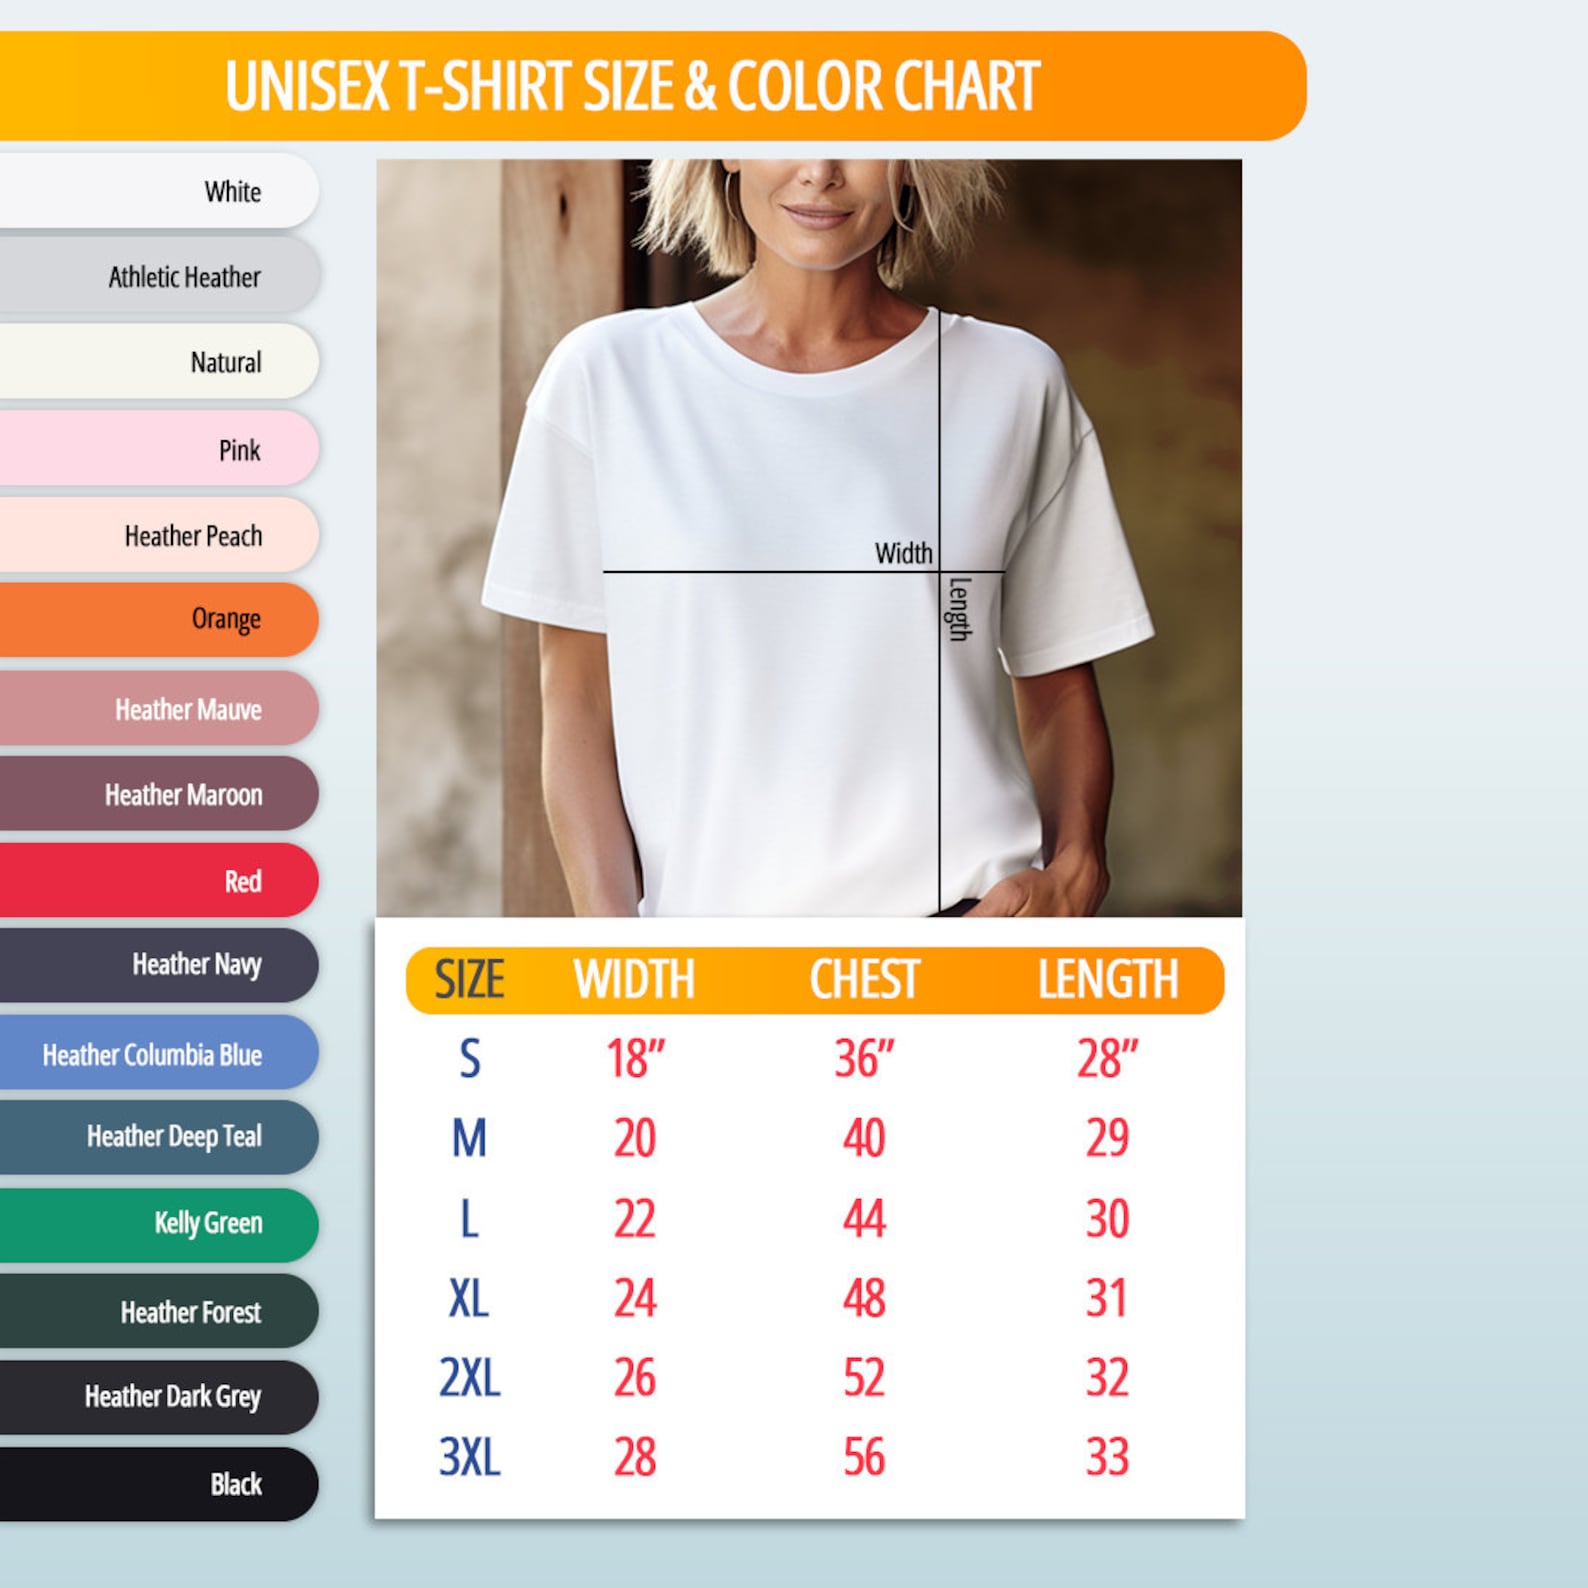 UNISEX T-SHIRT SIZE & COLOR CHART
White
Athletic Heather
Natural
Pink
Heather Peach
Orange
Heather Mauve
Heather Maroon
Red
Heather Navy
Heather Columbia Blue
Heather Deep Teal
Kelly Green
Heather Forest
Heather Dark Grey
Black
Width
Length
SIZE WIDTH CHEST LENGTH
S 18” 36” 28”
M 20 40 29
L 22 44 30
XL 24 48 31
2XL 26 52 32
3XL 28 56 33